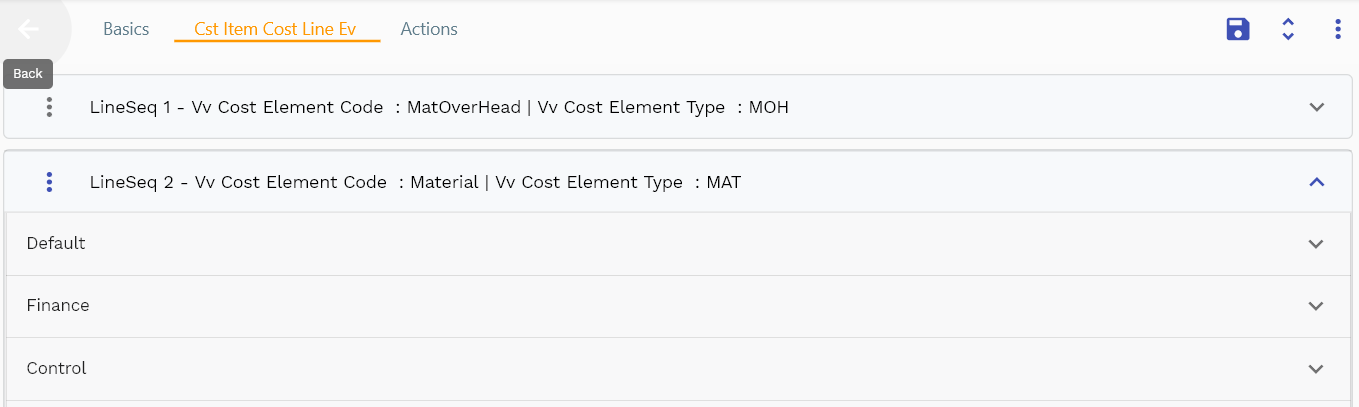 Basics Cst Item Cost Line Ev Actions
Back
LineSeq 1 - Vv Cost Element Code : MatOverHead | Vv Cost Element Type : MOH
LineSeq 2 - Vv Cost Element Code : Material | Vv Cost Element Type : MAT
Default
Finance
Control